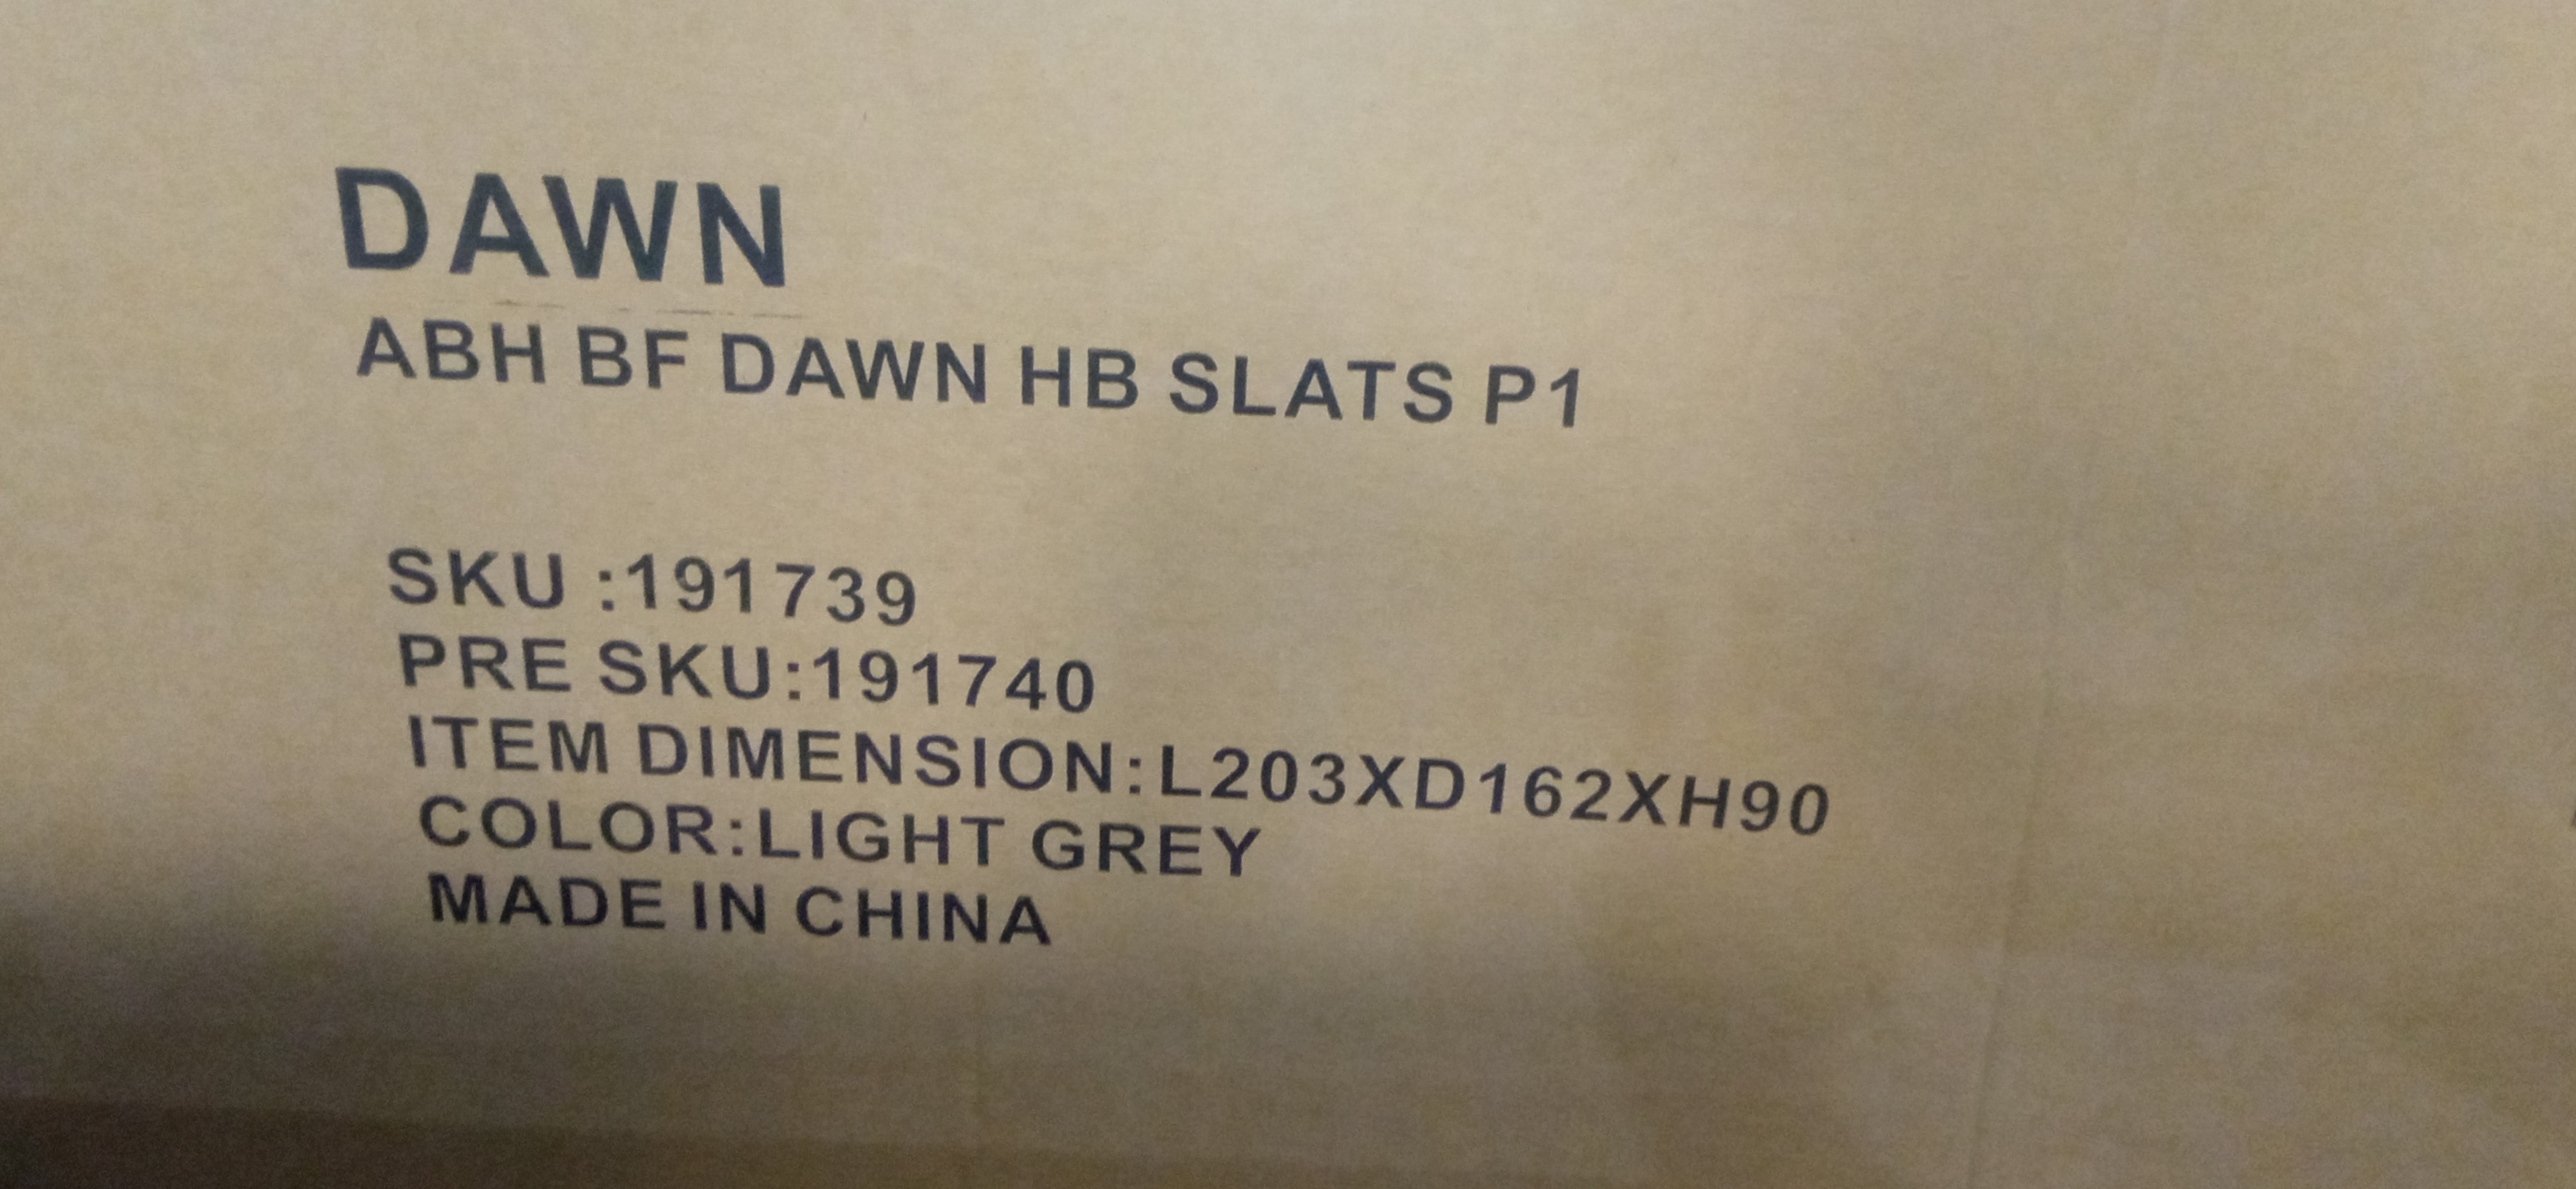 DAWN
ABH BF DAWN HB SLATS P1
SKU :191739
PRE SKU:191740
ITEM DIMENSION:L203XD162XH90
COLOR:LIGHT GREY
MADE IN CHINA